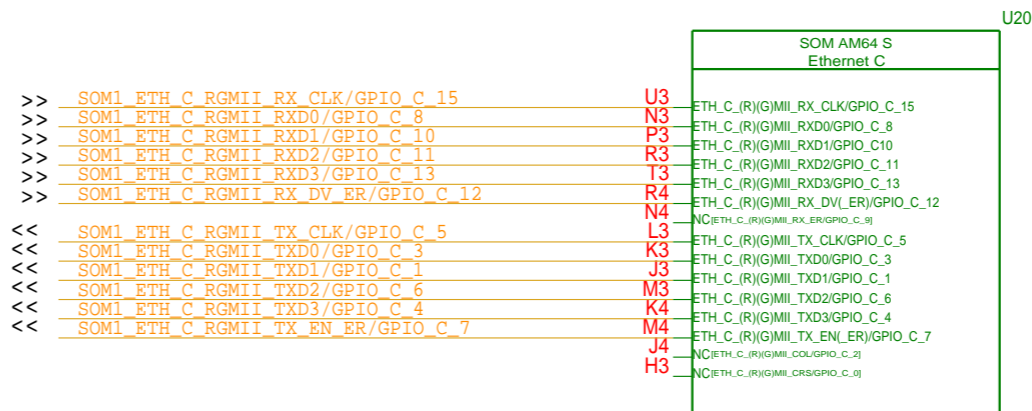 U20
SOM AM64 S
Ethernet C
>> SOM1_ETH_C_RGMII_RX_CLK/GPIO_C_15 U3 ETH_C_(R)(G)MII_RX_CLK/GPIO_C_15
>> SOM1_ETH_C_RGMII_RXD0/GPIO_C_8 N3 ETH_C_(R)(G)MII_RXD0/GPIO_C_8
>> SOM1_ETH_C_RGMII_RXD1/GPIO_C_10 P3 ETH_C_(R)(G)MII_RXD1/GPIO_C10
>> SOM1_ETH_C_RGMII_RXD2/GPIO_C_11 R3 ETH_C_(R)(G)MII_RXD2/GPIO_C_11
>> SOM1_ETH_C_RGMII_RXD3/GPIO_C_13 T3 ETH_C_(R)(G)MII_RXD3/GPIO_C_13
>> SOM1_ETH_C_RGMII_RX_DV_ER/GPIO_C_12 R4 ETH_C_(R)(G)MII_RX_DV(_ER)/GPIO_C_12
N4 NC[ETH_C_(R)(G)MII_RX_ER/GPIO_C_9]
<< SOM1_ETH_C_RGMII_TX_CLK/GPIO_C_5 L3 ETH_C_(R)(G)MII_TX_CLK/GPIO_C_5
<< SOM1_ETH_C_RGMII_TXD0/GPIO_C_3 K3 ETH_C_(R)(G)MII_TXD0/GPIO_C_3
<< SOM1_ETH_C_RGMII_TXD1/GPIO_C_1 J3 ETH_C_(R)(G)MII_TXD1/GPIO_C_1
<< SOM1_ETH_C_RGMII_TXD2/GPIO_C_6 M3 ETH_C_(R)(G)MII_TXD2/GPIO_C_6
<< SOM1_ETH_C_RGMII_TXD3/GPIO_C_4 K4 ETH_C_(R)(G)MII_TXD3/GPIO_C_4
<< SOM1_ETH_C_RGMII_TX_EN_ER/GPIO_C_7 M4 ETH_C_(R)(G)MII_TX_EN(_ER)/GPIO_C_7
J4 NC[ETH_C_(R)(G)MII_COL/GPIO_C_2]
H3 NC[ETH_C_(R)(G)MII_CRS/GPIO_C_0]